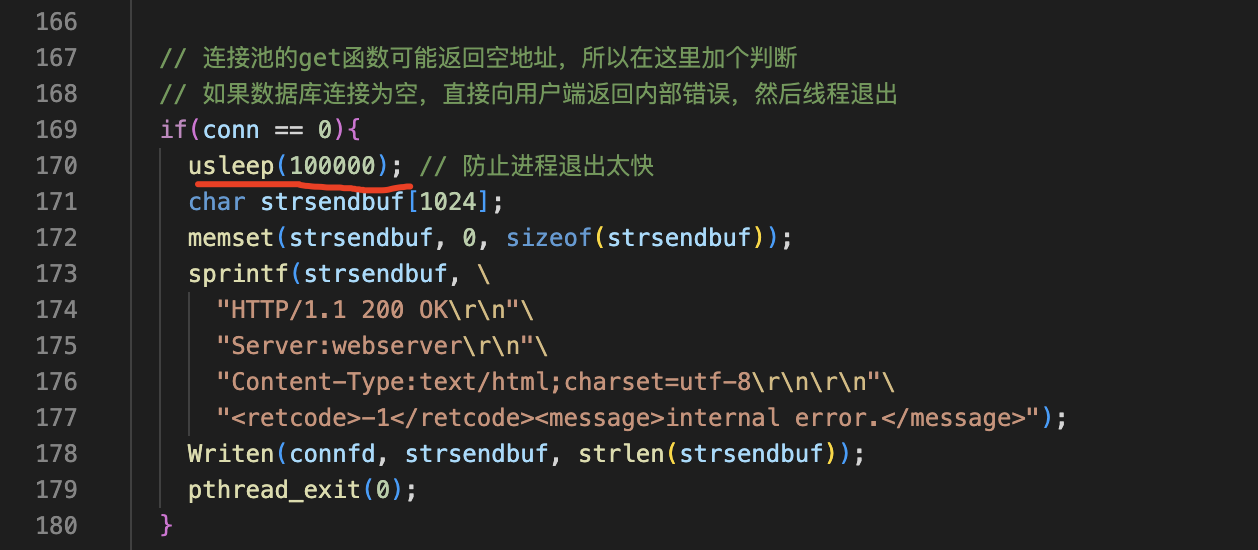 166
167 // 连接池的get函数可能返回空地址，所以在这里加个判断
168 // 如果数据库连接为空，直接向用户端返回内部错误，然后线程退出
169 if(conn == 0){
170 usleep(100000); // 防止进程退出太快
171 char strsendbuf[1024];
172 memset(strsendbuf, 0, sizeof(strsendbuf));
173 sprintf(strsendbuf, \
174 "HTTP/1.1 200 OK\r\n"\
175 "Server:webserver\r\n"\
176 "Content-Type:text/html;charset=utf-8\r\n\r\n"\
177 "<retcode>-1</retcode><message>internal error.</message>");
178 Writen(connfd, strsendbuf, strlen(strsendbuf));
179 pthread_exit(0);
180 }